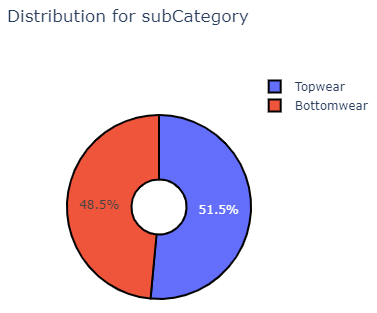 Distribution for subCategory
Topwear
Bottomwear
48.5%
51.5%